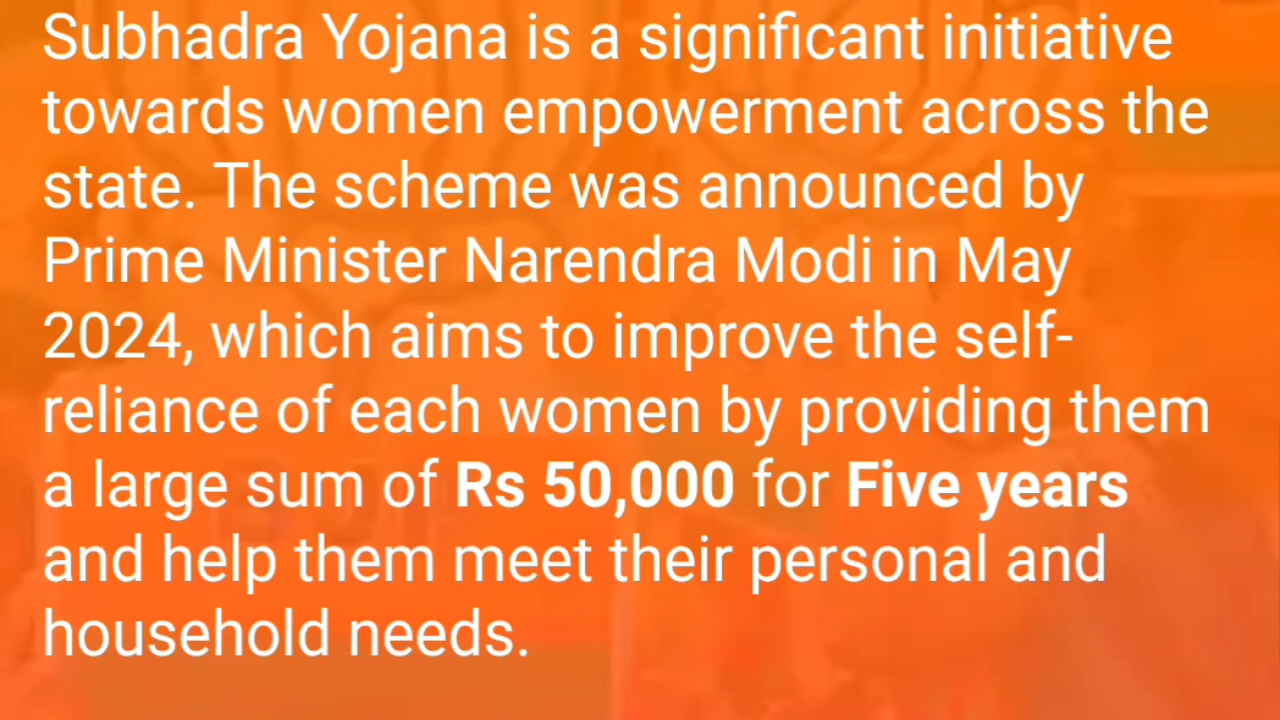 Subhadra Yojana is a significant initiative
towards women empowerment across the
state. The scheme was announced by
Prime Minister Narendra Modi in May
2024, which aims to improve the self-
reliance of each women by providing them
a large sum of Rs 50,000 for Five years
and help them meet their personal and
household needs.